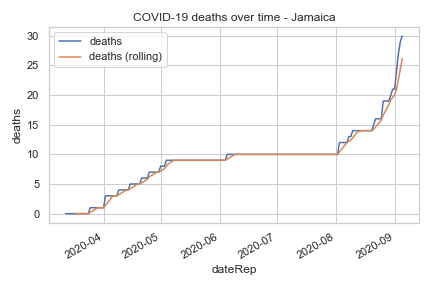 COVID-19 deaths over time - Jamaica
deaths
deaths (rolling)
30
25
20
15
10
5
0
deaths
2020-04
2020-05
2020-06
2020-07
2020-08
2020-09
dateRep